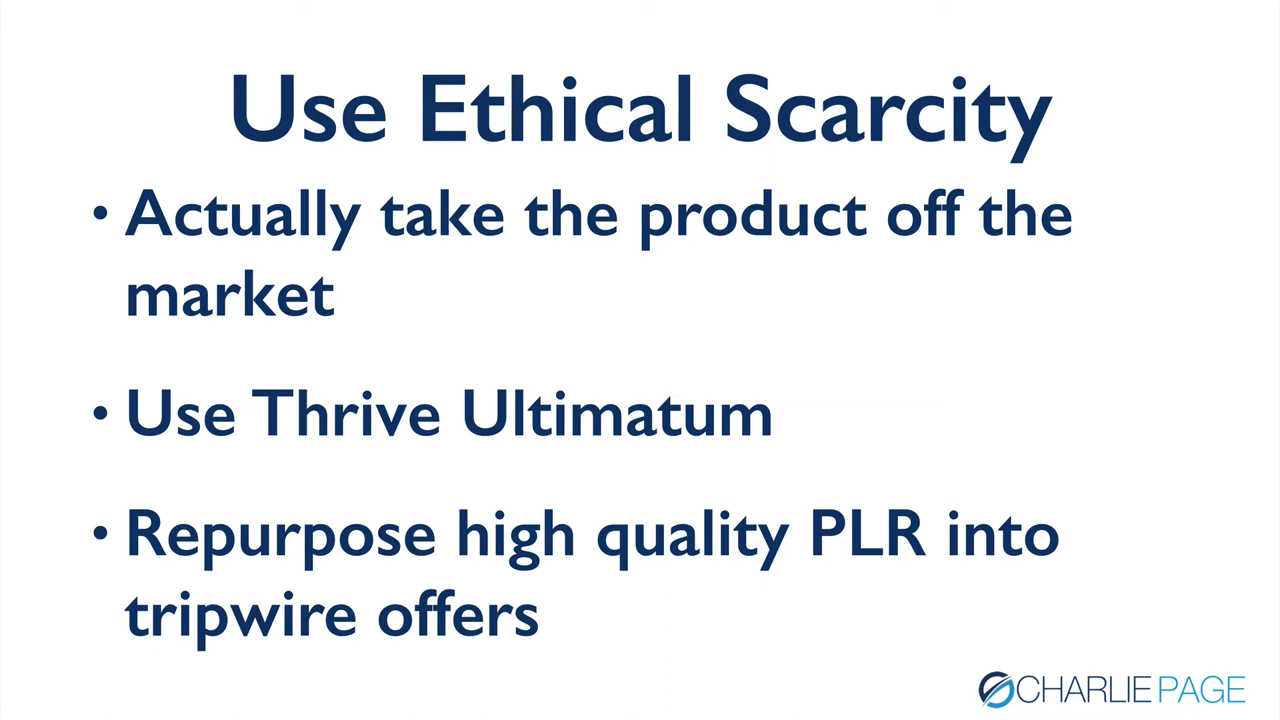 Use Ethical Scarcity
• Actually take the product off the
market
• Use Thrive Ultimatum
• Repurpose high quality PLR into
tripwire offers
CHARLIE PAGE